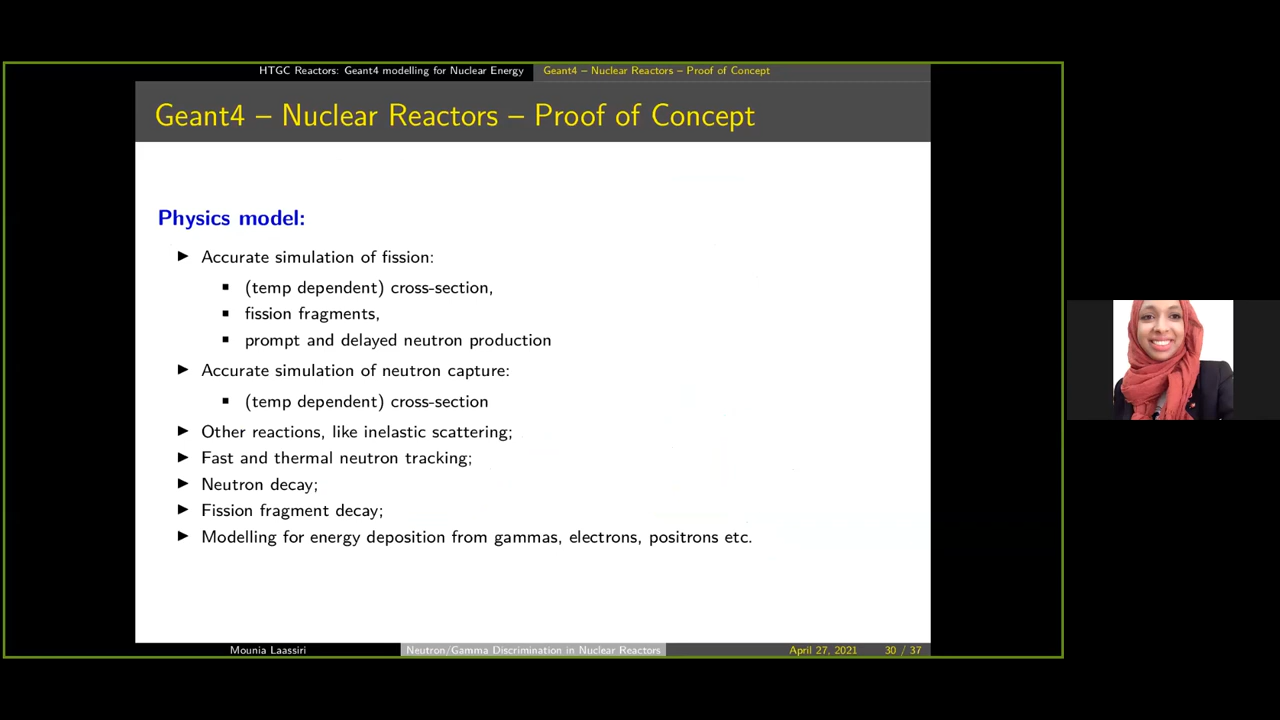 HTGC Reactors: Geant4 modelling for Nuclear Energy Geant4 – Nuclear Reactors – Proof of Concept
Geant4 – Nuclear Reactors – Proof of Concept
Physics model:
▶ Accurate simulation of fission:
▪ (temp dependent) cross-section,
▪ fission fragments,
▪ prompt and delayed neutron production
▶ Accurate simulation of neutron capture:
▪ (temp dependent) cross-section
▶ Other reactions, like inelastic scattering;
▶ Fast and thermal neutron tracking;
▶ Neutron decay;
▶ Fission fragment decay;
▶ Modelling for energy deposition from gammas, electrons, positrons etc.
Mounia Laassiri Neutron/Gamma Discrimination in Nuclear Reactors April 27, 2021 30 / 37